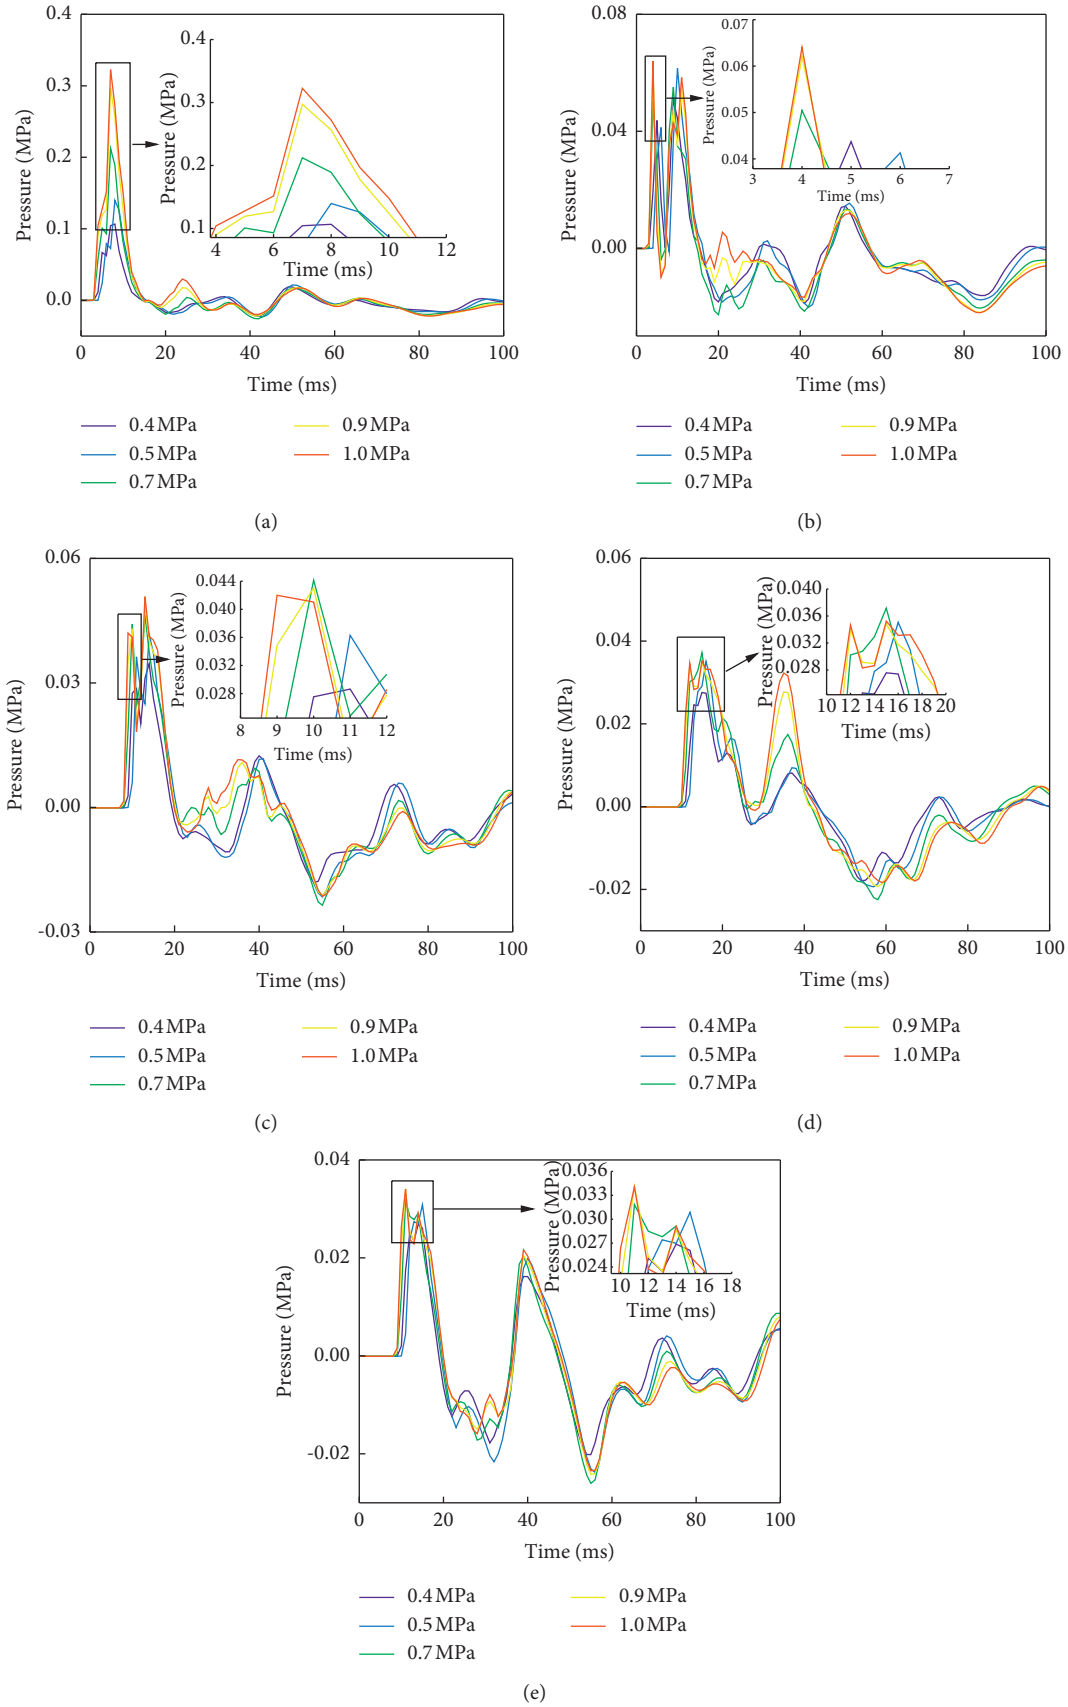 0.4
0.3
0.2
0.1
0.0
Pressure (MPa)
0 20 40 60 80 100
Time (ms)
0.4
0.3
0.2
0.1
Pressure (MPa)
4 6 8 10 12
Time (ms)
0.4 MPa
0.5 MPa
0.7 MPa
0.9 MPa
1.0 MPa
(a)
0.08
0.04
0.00
Pressure (MPa)
0 20 40 60 80 100
Time (ms)
0.07
0.06
0.05
0.04
Pressure (MPa)
3 4 5 6 7
Time (ms)
0.4 MPa
0.5 MPa
0.7 MPa
0.9 MPa
1.0 MPa
(b)
0.06
0.03
0.00
-0.03
Pressure (MPa)
0 20 40 60 80 100
Time (ms)
0.044
0.040
0.036
0.032
0.028
Pressure (MPa)
8 9 10 11 12
Time (ms)
0.4 MPa
0.5 MPa
0.7 MPa
0.9 MPa
1.0 MPa
(c)
0.06
0.04
0.02
0.00
-0.02
Pressure (MPa)
0 20 40 60 80 100
Time (ms)
0.040
0.036
0.032
0.028
Pressure (MPa)
10 12 14 16 18 20
Time (ms)
0.4 MPa
0.5 MPa
0.7 MPa
0.9 MPa
1.0 MPa
(d)
0.04
0.02
0.00
-0.02
Pressure (MPa)
0 20 40 60 80 100
Time (ms)
0.036
0.033
0.030
0.027
0.024
Pressure (MPa)
10 12 14 16 18
Time (ms)
0.4 MPa
0.5 MPa
0.7 MPa
0.9 MPa
1.0 MPa
(e)